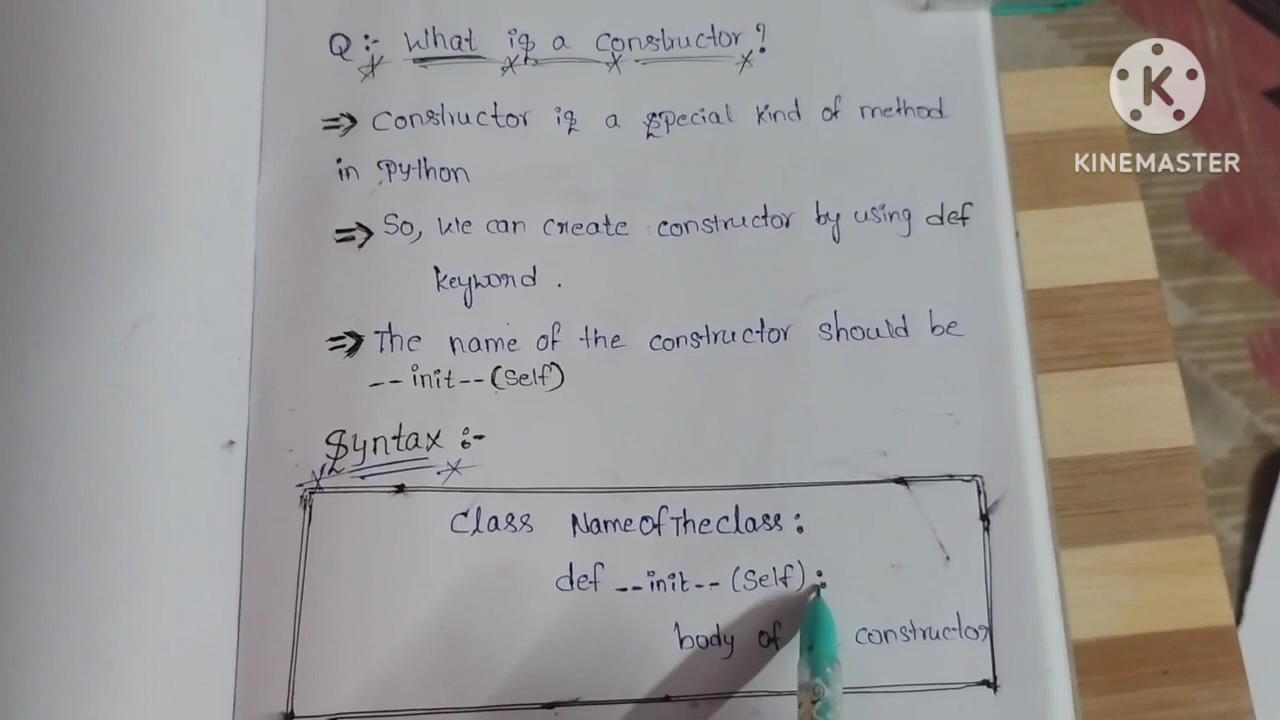 Q:- What is a constructor?
=> Constructor is a special kind of method
in python
=> So, we can create constructor by using def
keyword.
=> The name of the constructor should be
--init--(Self)
Syntax :-
Class NameOfTheClass:
def --init--(Self):
body of constructor
K
KINEMASTER